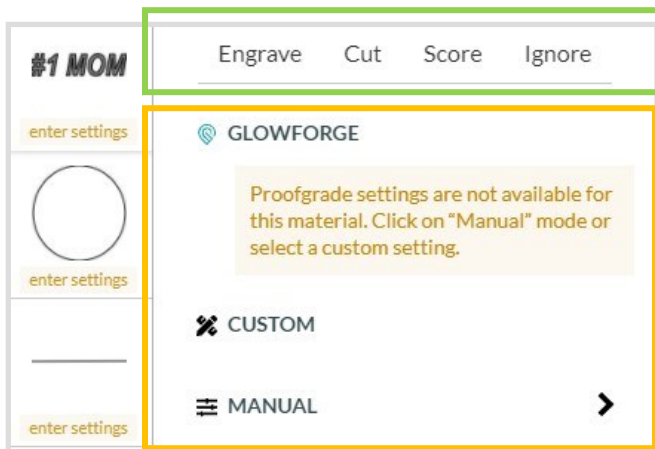 #1 MOM
enter settings
enter settings
enter settings
Engrave Cut Score Ignore
GLOWFORGE
Proofgrade settings are not available for
this material. Click on “Manual” mode or
select a custom setting.
CUSTOM
MANUAL